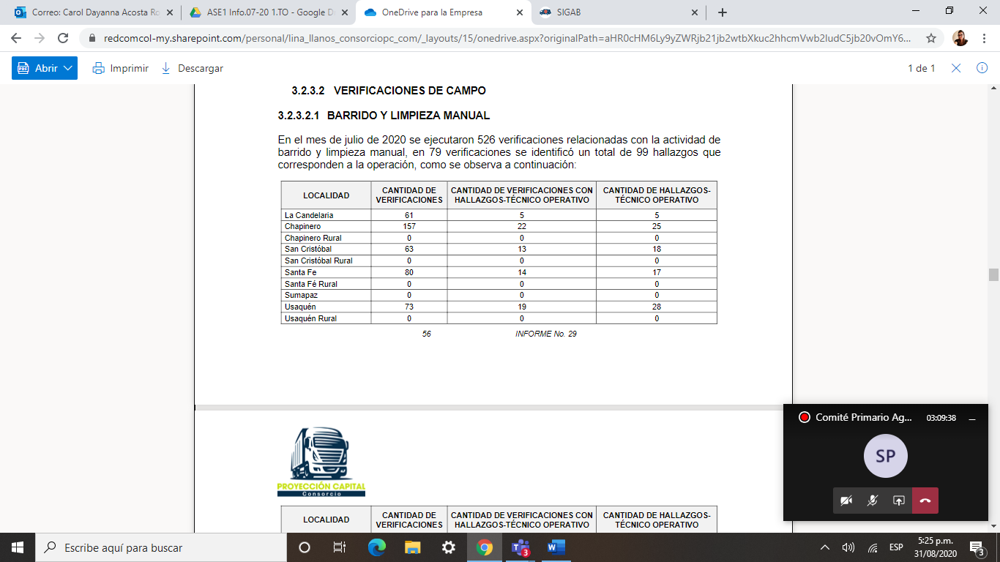 Correo: Carol Dayanna Acosta Ro
ASE1 Info.07-20 1.TO - Google D
OneDrive para la Empresa
SIGAB
redcomcol-my.sharepoint.com/personal/lina_llanos_consorciopc_com/_layouts/15/onedrive.aspx?originalPath=aHR0cHM6Ly9yZWRjb21jb2wtbXkuc2hhcmVwb2ludC5jb20vOmY6...
Abrir
Imprimir
Descargar
1 de 1
3.2.3.2 VERIFICACIONES DE CAMPO
3.2.3.2.1 BARRIDO Y LIMPIEZA MANUAL
En el mes de julio de 2020 se ejecutaron 526 verificaciones relacionadas con la actividad de
barrido y limpieza manual, en 79 verificaciones se identificó un total de 99 hallazgos que
corresponden a la operación, como se observa a continuación:
LOCALIDAD CANTIDAD DE VERIFICACIONES CANTIDAD DE VERIFICACIONES CON HALLAZGOS-TÉCNICO OPERATIVO CANTIDAD DE HALLAZGOS-TÉCNICO OPERATIVO
La Candelaria 61 5 5
Chapinero 157 22 25
Chapinero Rural 0 0 0
San Cristóbal 63 13 18
San Cristóbal Rural 0 0 0
Santa Fe 80 14 17
Santa Fé Rural 0 0 0
Sumapaz 0 0 0
Usaquén 73 19 28
Usaquén Rural 0 0 0
56 INFORME No. 29
PROYECCIÓN CAPITAL
Consorcio
LOCALIDAD CANTIDAD DE VERIFICACIONES CANTIDAD DE VERIFICACIONES CON HALLAZGOS-TÉCNICO OPERATIVO CANTIDAD DE HALLAZGOS-TÉCNICO OPERATIVO
Comité Primario Ag...
03:09:38
SP
Escribe aquí para buscar
3
ESP
5:25 p.m.
31/08/2020
3